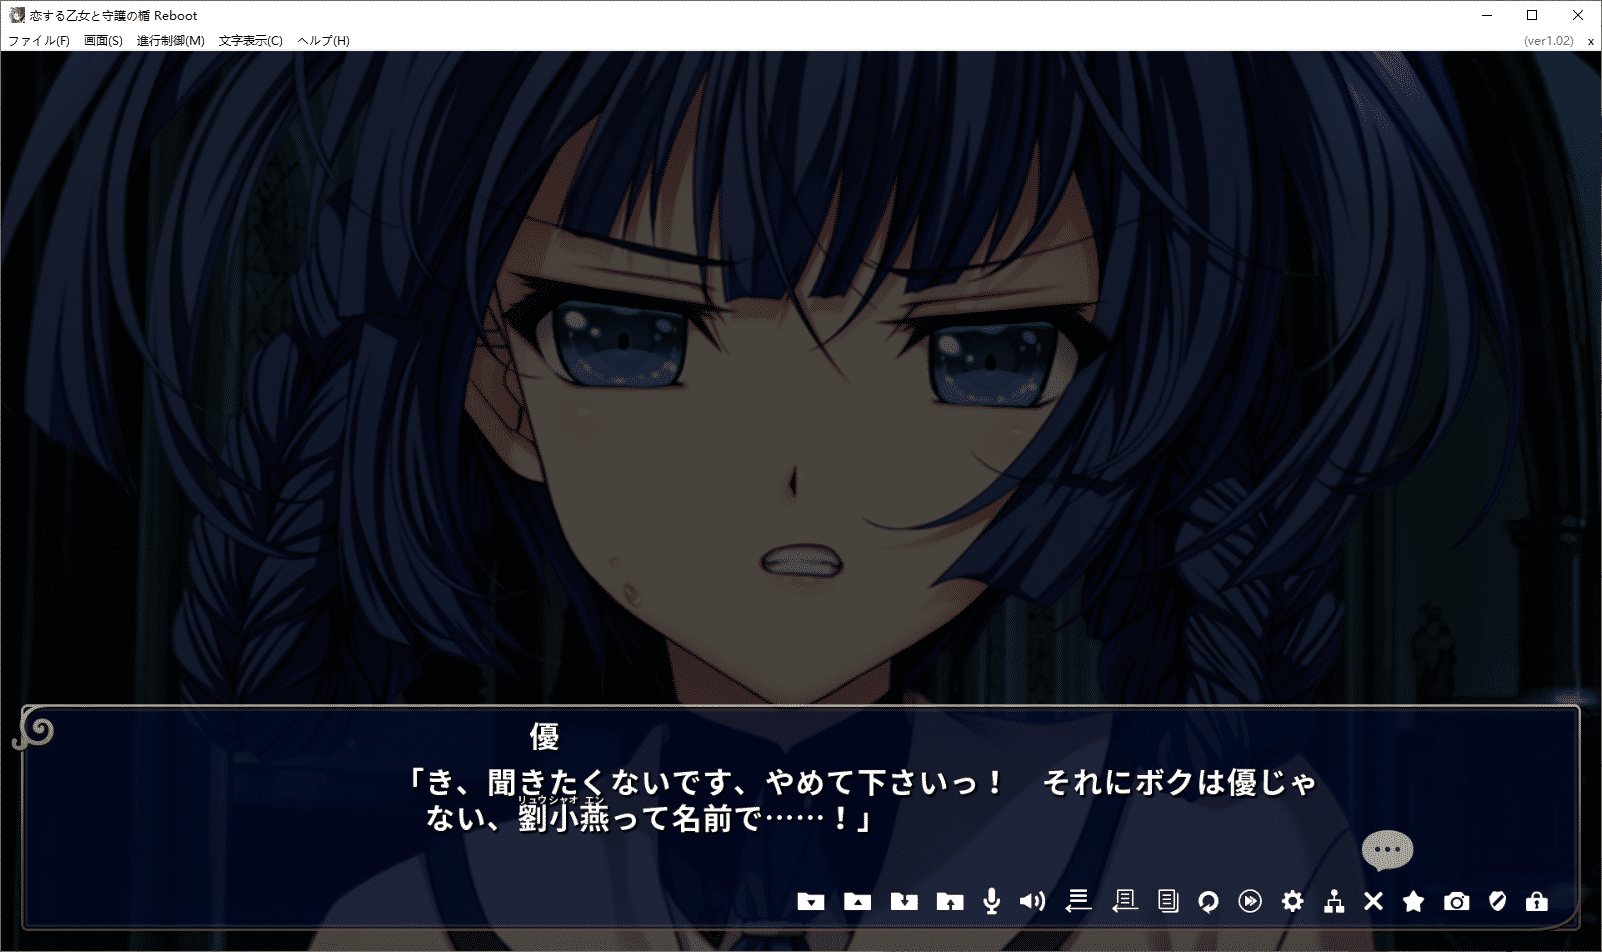 恋する乙女と守護の楯 Reboot
ファイル(F) 画面(S) 進行制御(M) 文字表示(C) ヘルプ(H) (ver1.02) x
優
「き、聞きたくないです、やめて下さいっ！　それにボクは優じゃ
リュウシャオ エン
ない、劉小燕って名前で……！」